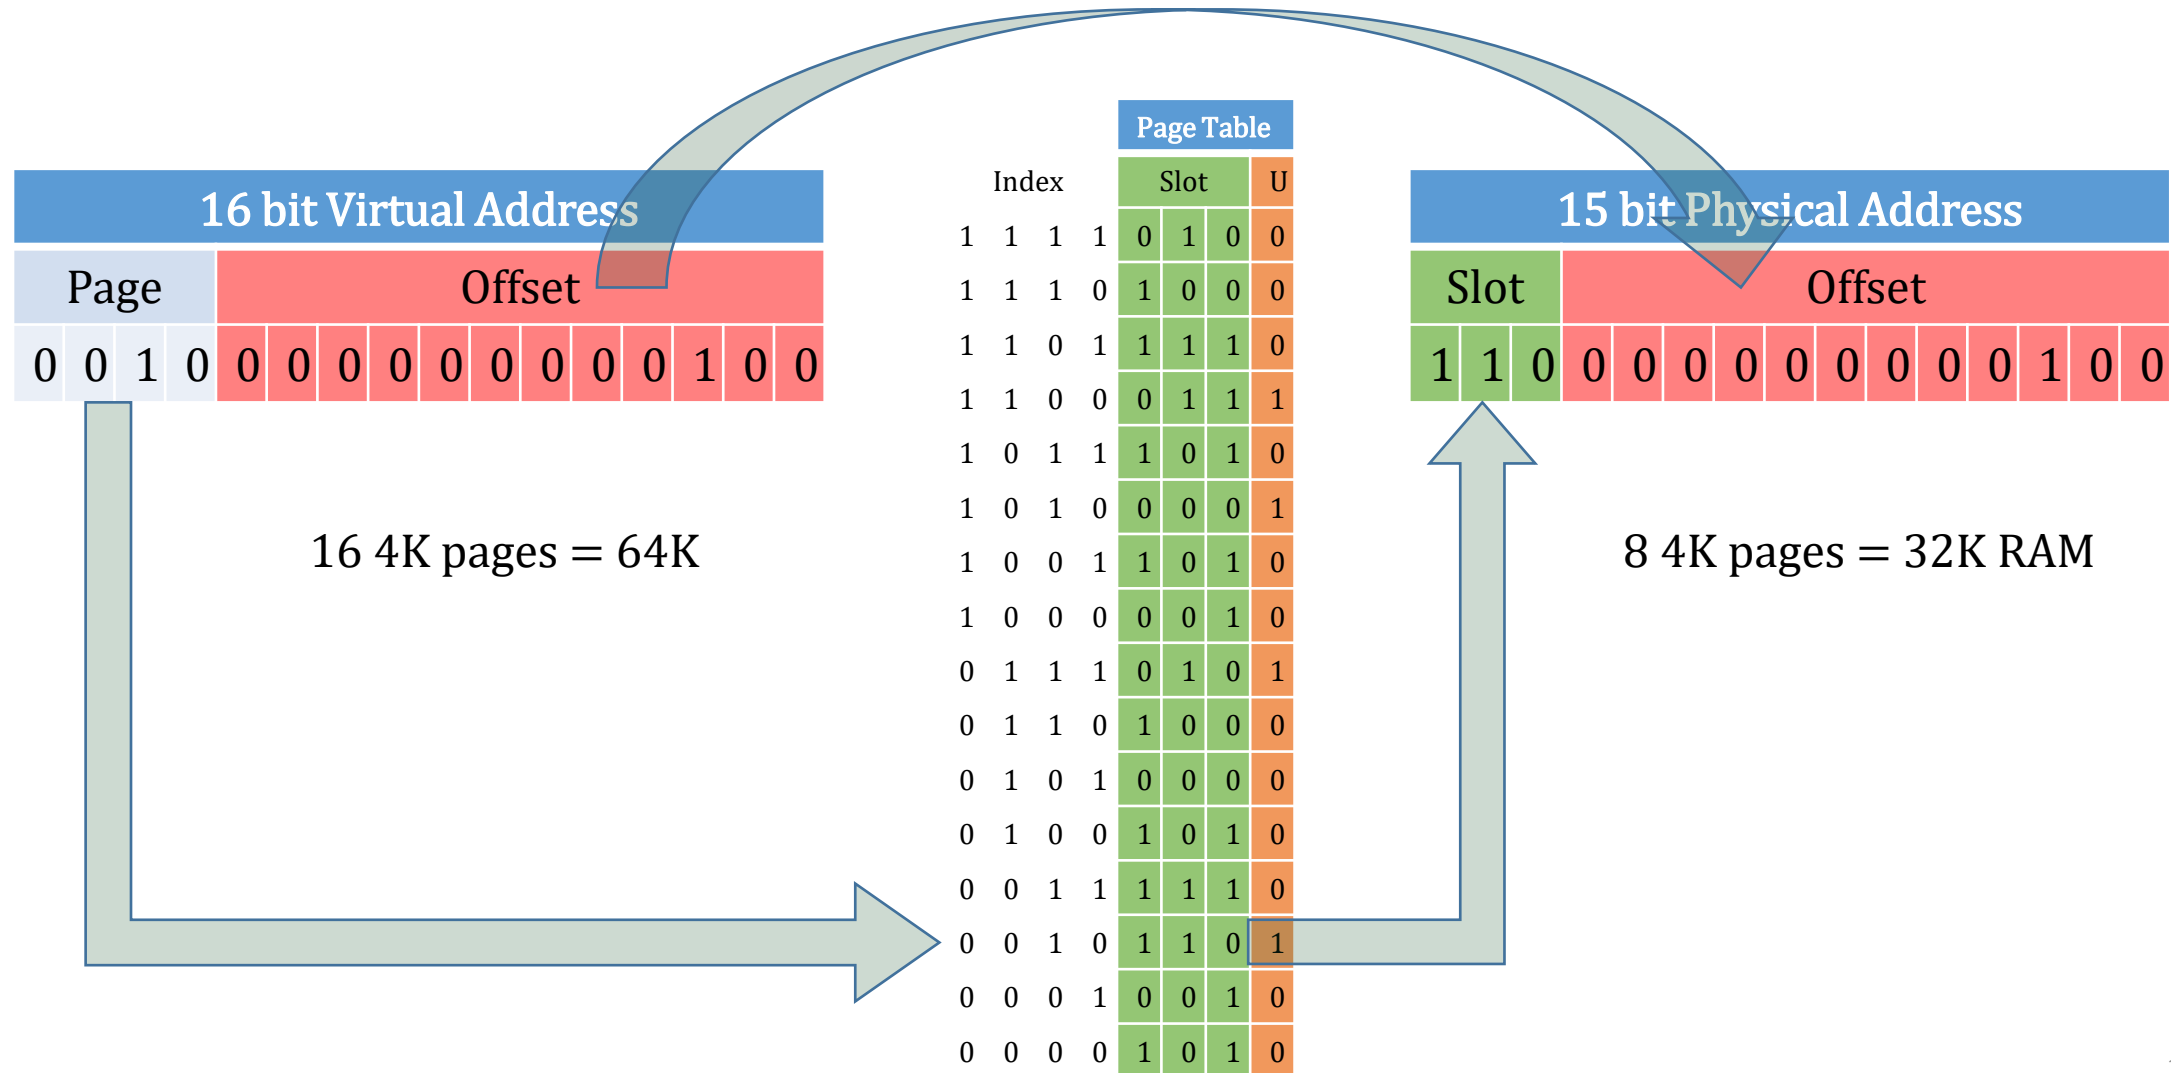 Page Table
Index Slot U
16 bit Virtual Address
15 bit Physical Address
Page Offset
Slot Offset
0 0 1 0 0 0 0 0 0 0 0 0 0 1 0 0
1 1 0 0 0 0 0 0 0 0 0 0 1 0 0
1 1 1 1 0 1 0 0
1 1 1 0 1 0 0 0
1 1 0 1 1 1 1 0
1 1 0 0 0 1 1 1
1 0 1 1 1 0 1 0
1 0 1 0 0 0 0 1
1 0 0 1 1 0 1 0
1 0 0 0 0 0 1 0
0 1 1 1 0 1 0 1
0 1 1 0 1 0 0 0
0 1 0 1 0 0 0 0
0 1 0 0 1 0 1 0
0 0 1 1 1 1 1 0
0 0 1 0 1 1 0 1
0 0 0 1 0 0 1 0
0 0 0 0 1 0 1 0
16 4K pages = 64K
8 4K pages = 32K RAM